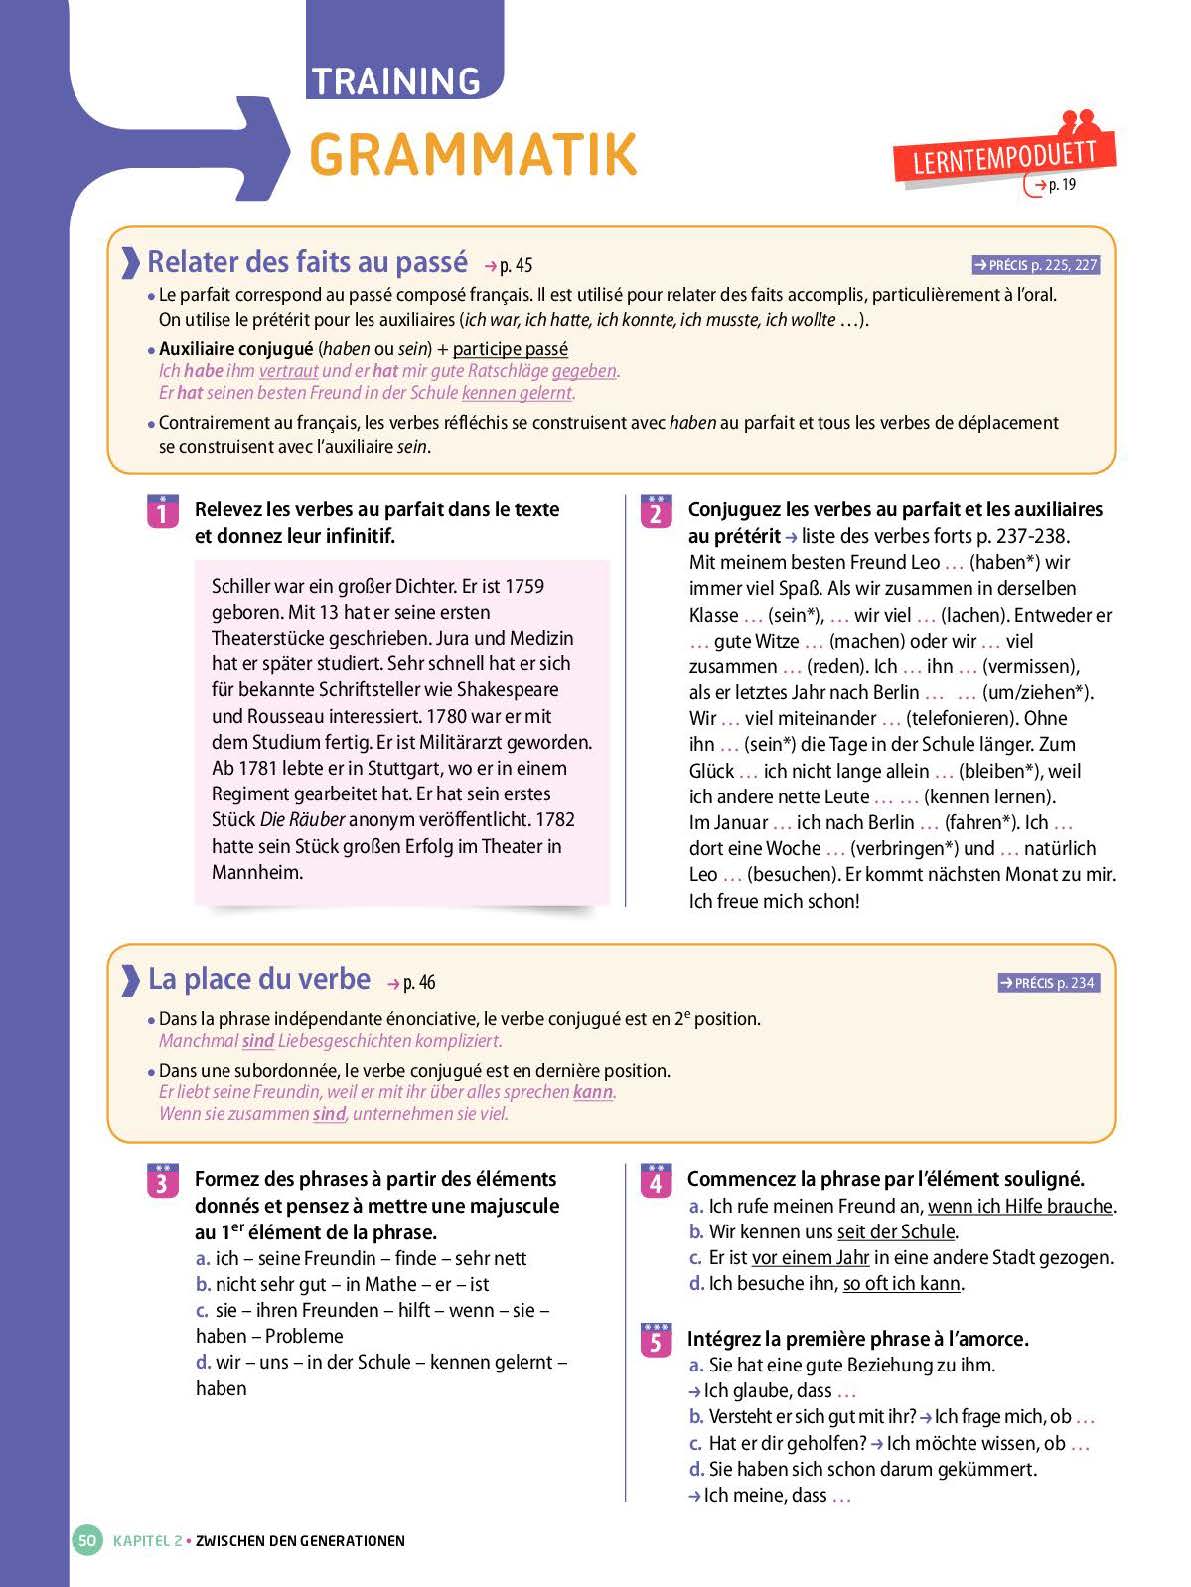 TRAINING
GRAMMATIK
LERNTEMPODUETT
→ p. 19
Relater des faits au passé → p. 45
→ PRÉCIS p. 225, 227
• Le parfait correspond au passé composé français. Il est utilisé pour relater des faits accomplis, particulièrement à l'oral.
On utilise le prétérit pour les auxiliaires (ich war, ich hatte, ich konnte, ich musste, ich wollte …).
• Auxiliaire conjugué (haben ou sein) + participe passé
Ich habe ihm vertraut und er hat mir gute Ratschläge gegeben.
Er hat seinen besten Freund in der Schule kennen gelernt.
• Contrairement au français, les verbes réfléchis se construisent avec haben au parfait et tous les verbes de déplacement
se construisent avec l'auxiliaire sein.
* 1 Relevez les verbes au parfait dans le texte
et donnez leur infinitif.
Schiller war ein großer Dichter. Er ist 1759
geboren. Mit 13 hat er seine ersten
Theaterstücke geschrieben. Jura und Medizin
hat er später studiert. Sehr schnell hat er sich
für bekannte Schriftsteller wie Shakespeare
und Rousseau interessiert. 1780 war er mit
dem Studium fertig. Er ist Militärarzt geworden.
Ab 1781 lebte er in Stuttgart, wo er in einem
Regiment gearbeitet hat. Er hat sein erstes
Stück Die Räuber anonym veröffentlicht. 1782
hatte sein Stück großen Erfolg im Theater in
Mannheim.
** 2 Conjuguez les verbes au parfait et les auxiliaires
au prétérit → liste des verbes forts p. 237-238.
Mit meinem besten Freund Leo … (haben*) wir
immer viel Spaß. Als wir zusammen in derselben
Klasse … (sein*), … wir viel … (lachen). Entweder er
… gute Witze … (machen) oder wir … viel
zusammen … (reden). Ich … ihn … (vermissen),
als er letztes Jahr nach Berlin … … (um/ziehen*).
Wir … viel miteinander … (telefonieren). Ohne
ihn … (sein*) die Tage in der Schule länger. Zum
Glück … ich nicht lange allein … (bleiben*), weil
ich andere nette Leute … … (kennen lernen).
Im Januar … ich nach Berlin … (fahren*). Ich …
dort eine Woche … (verbringen*) und … natürlich
Leo … (besuchen). Er kommt nächsten Monat zu mir.
Ich freue mich schon!
La place du verbe → p. 46
→ PRÉCIS p. 234
• Dans la phrase indépendante énonciative, le verbe conjugué est en 2e position.
Manchmal sind Liebesgeschichten kompliziert.
• Dans une subordonnée, le verbe conjugué est en dernière position.
Er liebt seine Freundin, weil er mit ihr über alles sprechen kann.
Wenn sie zusammen sind, unternehmen sie viel.
** 3 Formez des phrases à partir des éléments
donnés et pensez à mettre une majuscule
au 1er élément de la phrase.
a. ich – seine Freundin – finde – sehr nett
b. nicht sehr gut – in Mathe – er – ist
c. sie – ihren Freunden – hilft – wenn – sie –
haben – Probleme
d. wir – uns – in der Schule – kennen gelernt –
haben
** 4 Commencez la phrase par l'élément souligné.
a. Ich rufe meinen Freund an, wenn ich Hilfe brauche.
b. Wir kennen uns seit der Schule.
c. Er ist vor einem Jahr in eine andere Stadt gezogen.
d. Ich besuche ihn, so oft ich kann.
*** 5 Intégrez la première phrase à l'amorce.
a. Sie hat eine gute Beziehung zu ihm.
→ Ich glaube, dass …
b. Versteht er sich gut mit ihr? → Ich frage mich, ob …
c. Hat er dir geholfen? → Ich möchte wissen, ob …
d. Sie haben sich schon darum gekümmert.
→ Ich meine, dass …
50 KAPITEL 2 • ZWISCHEN DEN GENERATIONEN